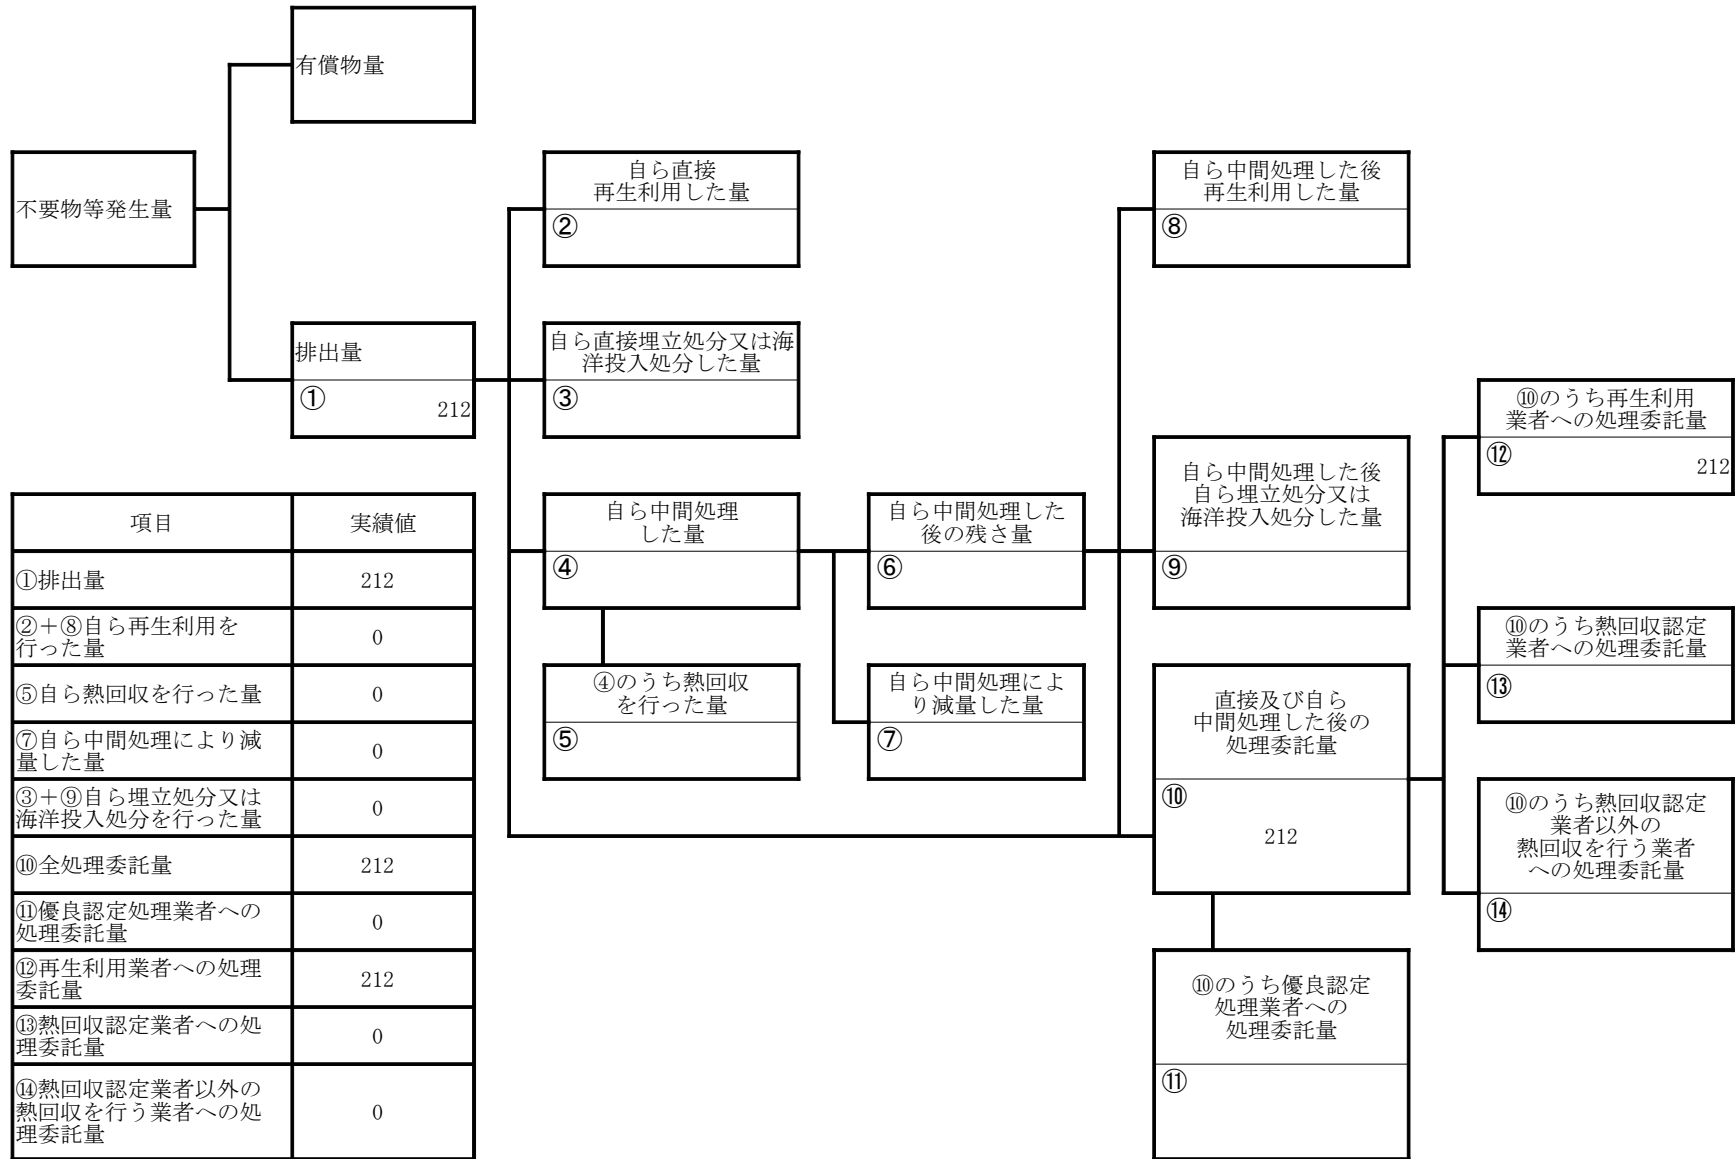 有償物量
不要物等発生量
自ら直接
再生利用した量
②
自ら中間処理した後
再生利用した量
⑧
排出量
①
212
自ら直接埋立処分又は海
洋投入処分した量
③
⑩のうち再生利用
業者への処理委託量
⑫
212
自ら中間処理した後
自ら埋立処分又は
海洋投入処分した量
⑨
自ら中間処理
した量
④
自ら中間処理した
後の残さ量
⑥
⑩のうち熱回収認定
業者への処理委託量
⑬
④のうち熱回収
を行った量
⑤
自ら中間処理によ
り減量した量
⑦
直接及び自ら
中間処理した後の
処理委託量
⑩
212
⑩のうち熱回収認定
業者以外の
熱回収を行う業者
への処理委託量
⑭
⑩のうち優良認定
処理業者への
処理委託量
⑪
項目 実績値
①排出量 212
②+⑧自ら再生利用を
行った量 0
⑤自ら熱回収を行った量 0
⑦自ら中間処理により減
量した量 0
③+⑨自ら埋立処分又は
海洋投入処分を行った量 0
⑩全処理委託量 212
⑪優良認定処理業者への
処理委託量 0
⑫再生利用業者への処理
委託量 212
⑬熱回収認定業者への処
理委託量 0
⑭熱回収認定業者以外の
熱回収を行う業者への処
理委託量 0